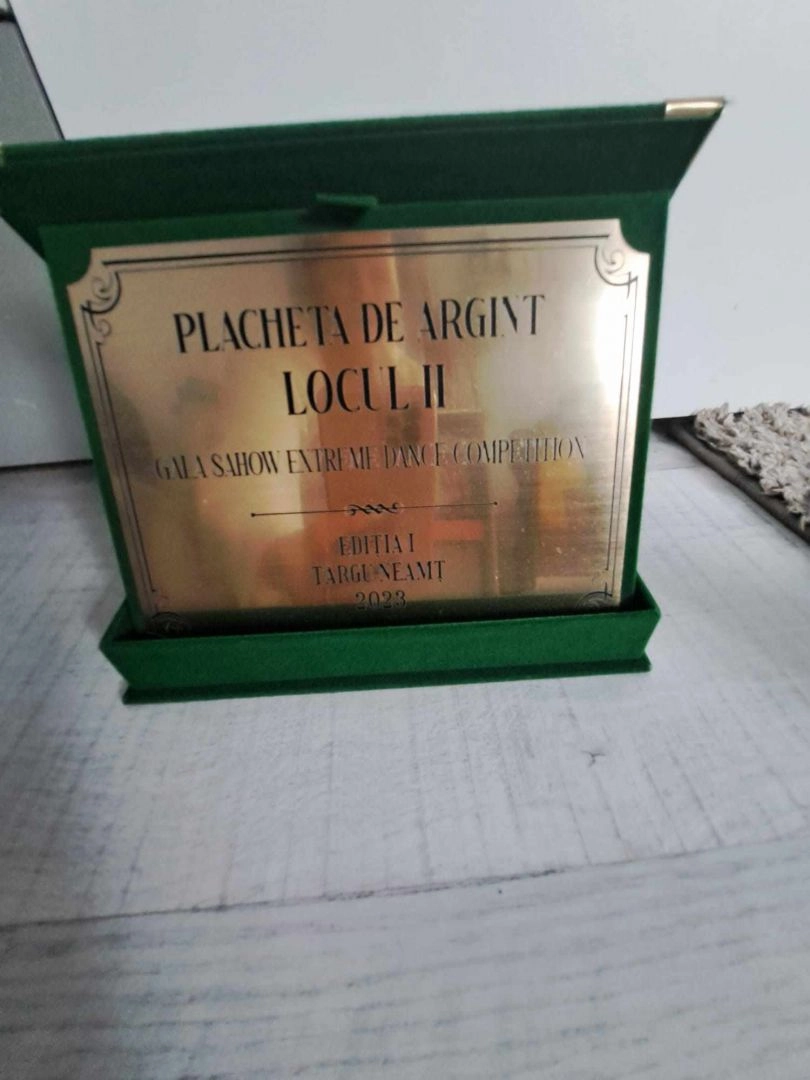 PLACHETA DE ARGINT
LOCUL II
GALA SAHOW EXTREME DANCE COMPETITION
EDITIA I
TARGU NEAMȚ
2023